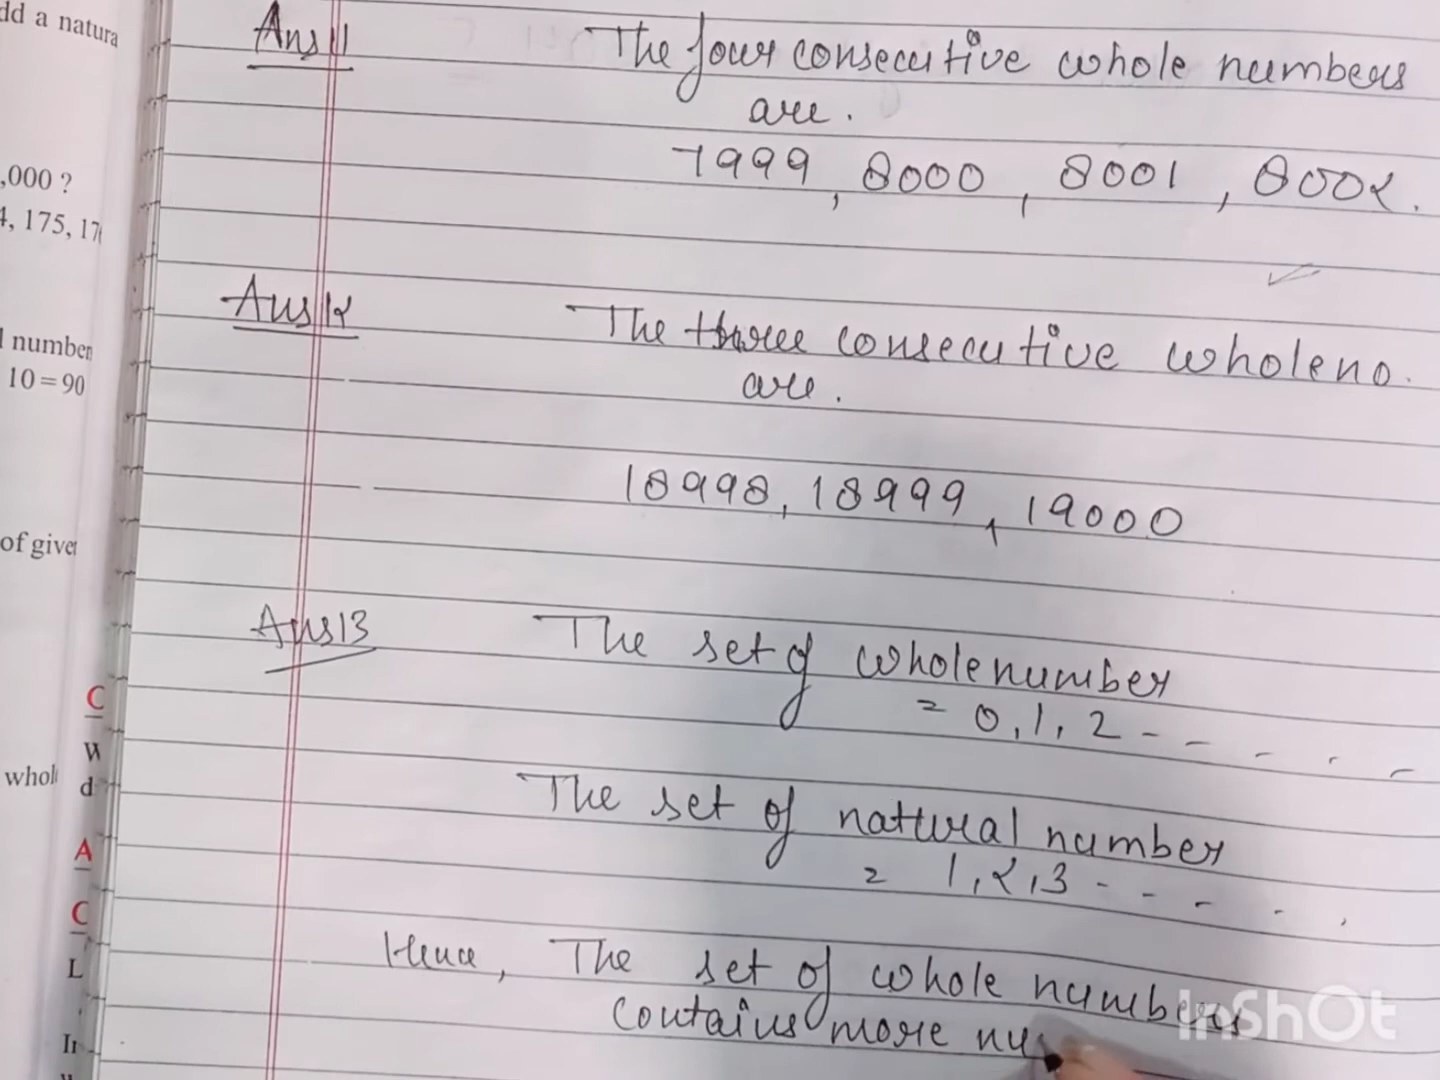 dd a natura
,000 ?
4, 175, 17
number
10 = 90
of give
whol
C
W
d
A
C
L
Ans 11 The four consecutive whole numbers
are.
7999, 8000, 8001, 8002.
Ans 12 The three consecutive whole no.
are.
18998, 18999, 19000
Ans 13 The set of whole number
= 0, 1, 2 - - - - -
The set of natural number
= 1, 2, 3 - - - - -
Hence, The set of whole numbers
contains more nu
InShOt